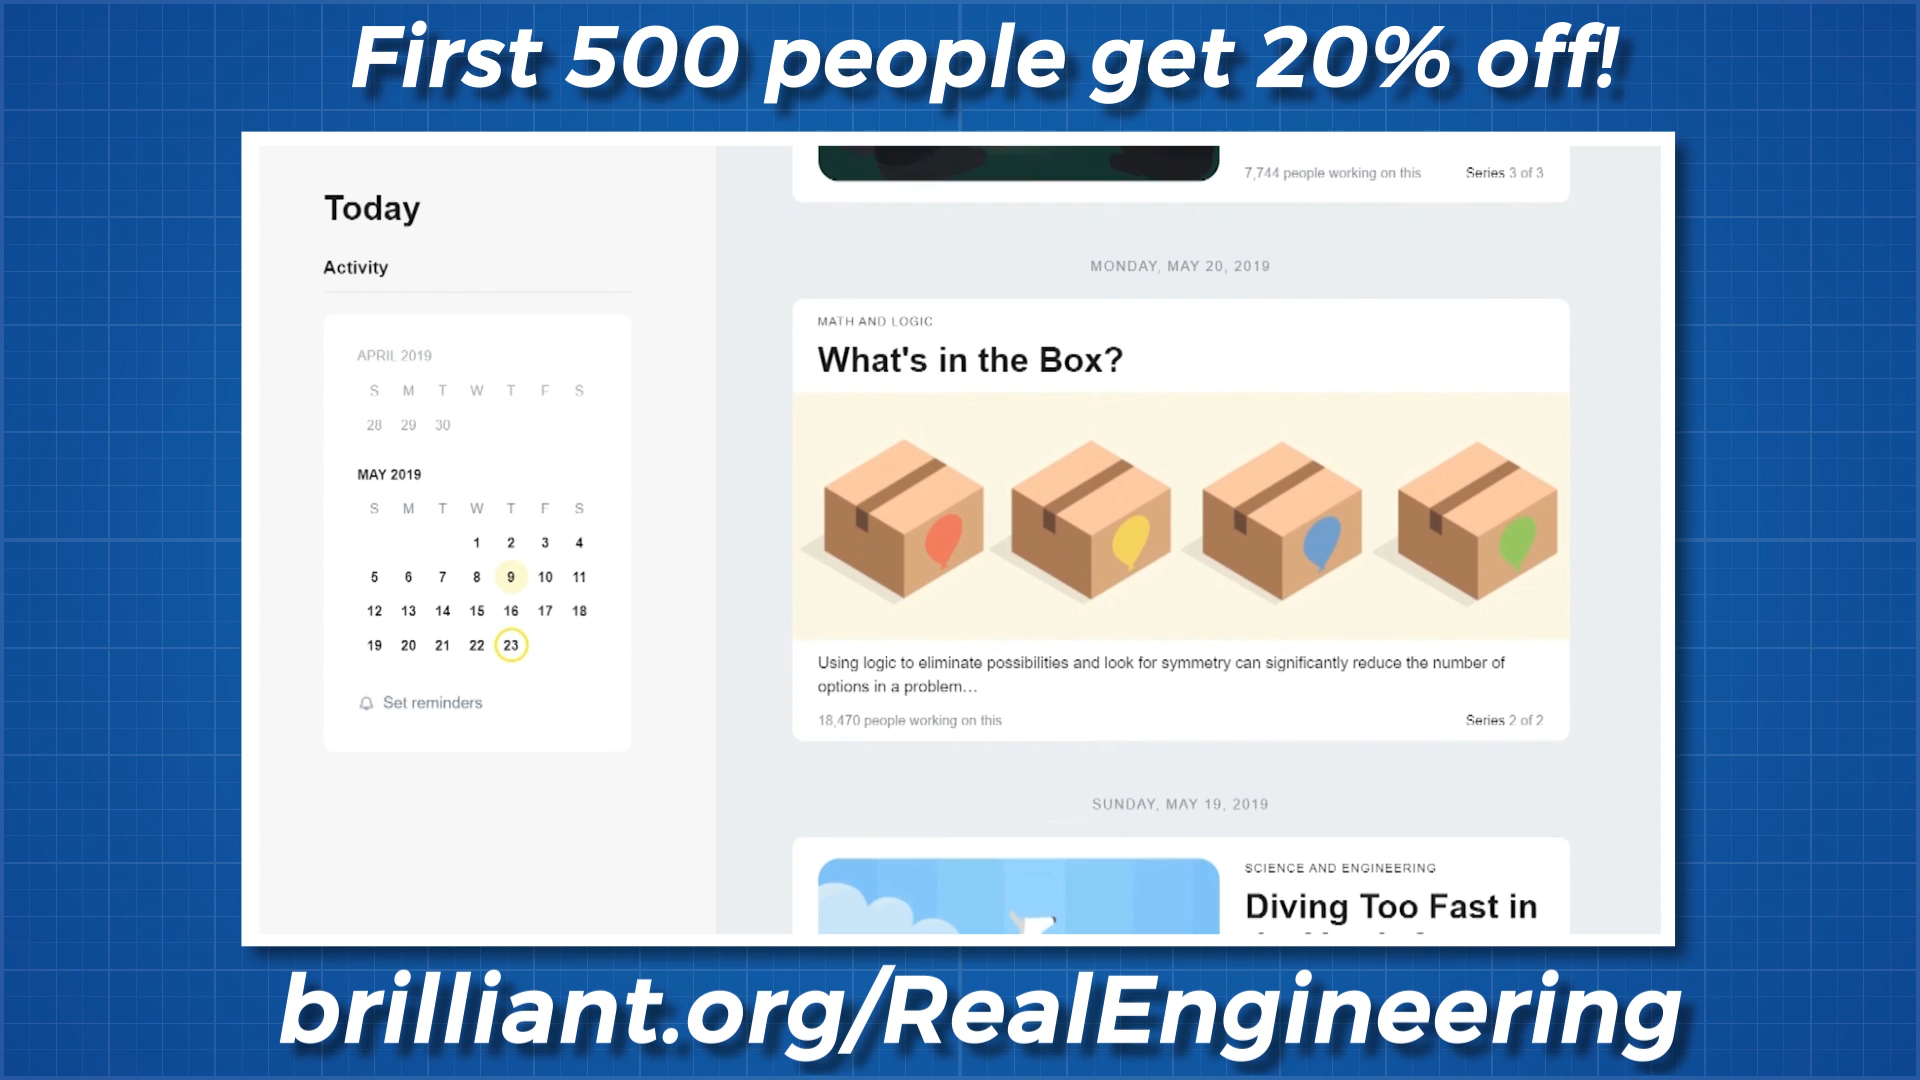 First 500 people get 20% off!
Today
Activity
APRIL 2019
S M T W T F S
28 29 30
MAY 2019
S M T W T F S
1 2 3 4
5 6 7 8 9 10 11
12 13 14 15 16 17 18
19 20 21 22 23
Set reminders
7,744 people working on this Series 3 of 3
MONDAY, MAY 20, 2019
MATH AND LOGIC
What's in the Box?
Using logic to eliminate possibilities and look for symmetry can significantly reduce the number of
options in a problem…
18,470 people working on this Series 2 of 2
SUNDAY, MAY 19, 2019
SCIENCE AND ENGINEERING
Diving Too Fast in
brilliant.org/RealEngineering